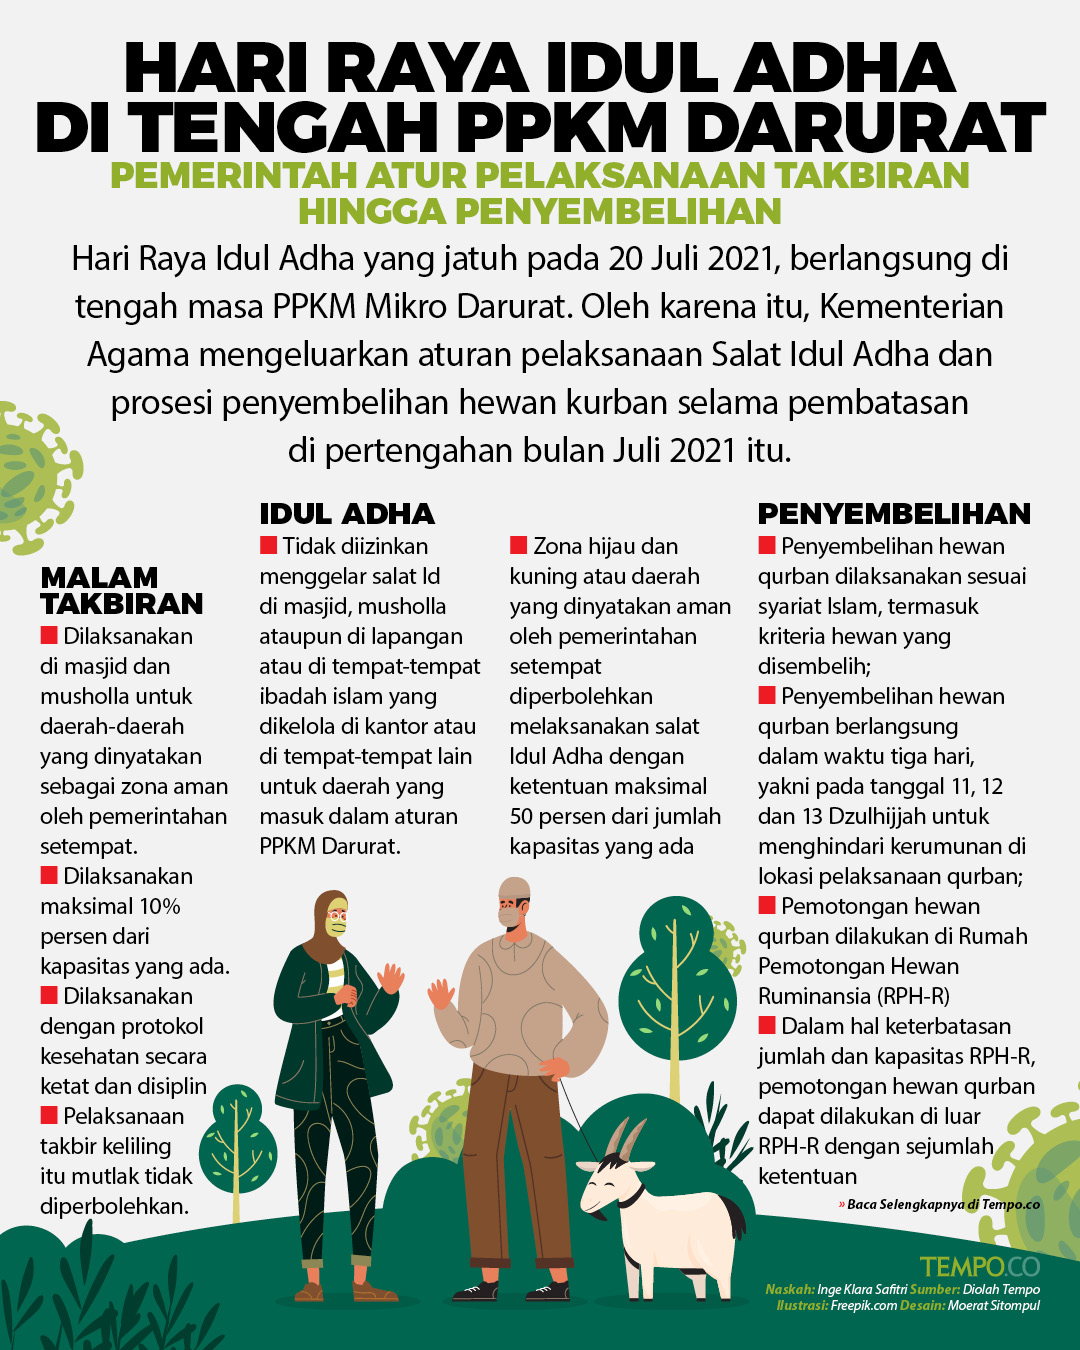 HARI RAYA IDUL ADHA
DI TENGAH PPKM DARURAT
PEMERINTAH ATUR PELAKSANAAN TAKBIRAN
HINGGA PENYEMBELIHAN
Hari Raya Idul Adha yang jatuh pada 20 Juli 2021, berlangsung di
tengah masa PPKM Mikro Darurat. Oleh karena itu, Kementerian
Agama mengeluarkan aturan pelaksanaan Salat Idul Adha dan
prosesi penyembelihan hewan kurban selama pembatasan
di pertengahan bulan Juli 2021 itu.
MALAM
TAKBIRAN
Dilaksanakan
di masjid dan
musholla untuk
daerah-daerah
yang dinyatakan
sebagai zona aman
oleh pemerintahan
setempat.
Dilaksanakan
maksimal 10%
persen dari
kapasitas yang ada.
Dilaksanakan
dengan protokol
kesehatan secara
ketat dan disiplin
Pelaksanaan
takbir keliling
itu mutlak tidak
diperbolehkan.
IDUL ADHA
Tidak diizinkan
menggelar salat Id
di masjid, musholla
ataupun di lapangan
atau di tempat-tempat
ibadah islam yang
dikelola di kantor atau
di tempat-tempat lain
untuk daerah yang
masuk dalam aturan
PPKM Darurat.
Zona hijau dan
kuning atau daerah
yang dinyatakan aman
oleh pemerintahan
setempat
diperbolehkan
melaksanakan salat
Idul Adha dengan
ketentuan maksimal
50 persen dari jumlah
kapasitas yang ada
PENYEMBELIHAN
Penyembelihan hewan
qurban dilaksanakan sesuai
syariat Islam, termasuk
kriteria hewan yang
disembelih;
Penyembelihan hewan
qurban berlangsung
dalam waktu tiga hari,
yakni pada tanggal 11, 12
dan 13 Dzulhijjah untuk
menghindari kerumunan di
lokasi pelaksanaan qurban;
Pemotongan hewan
qurban dilakukan di Rumah
Pemotongan Hewan
Ruminansia (RPH-R)
Dalam hal keterbatasan
jumlah dan kapasitas RPH-R,
pemotongan hewan qurban
dapat dilakukan di luar
RPH-R dengan sejumlah
ketentuan
» Baca Selengkapnya di Tempo.co
TEMPO.CO
Naskah: Inge Klara Safitri Sumber: Diolah Tempo
Ilustrasi: Freepik.com Desain: Moerat Sitompul